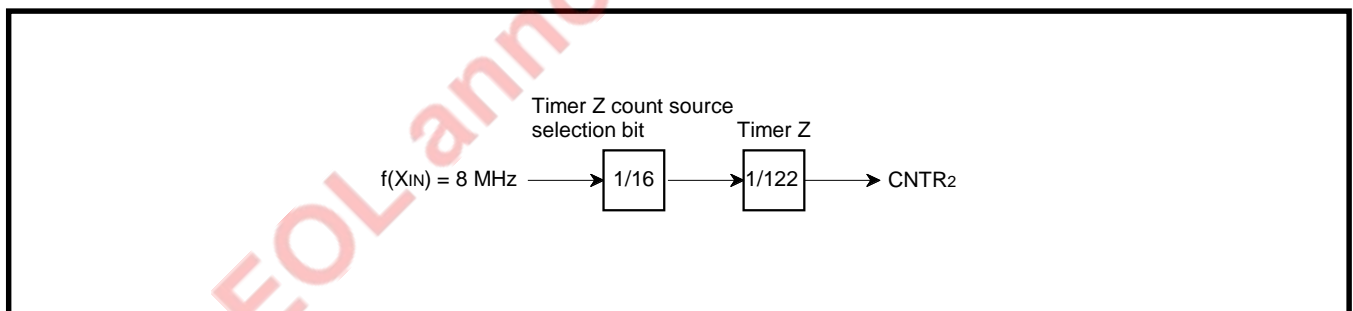 EOL anno
Timer Z count source
selection bit
Timer Z
f(XIN) = 8 MHz
1/16
1/122
CNTR2